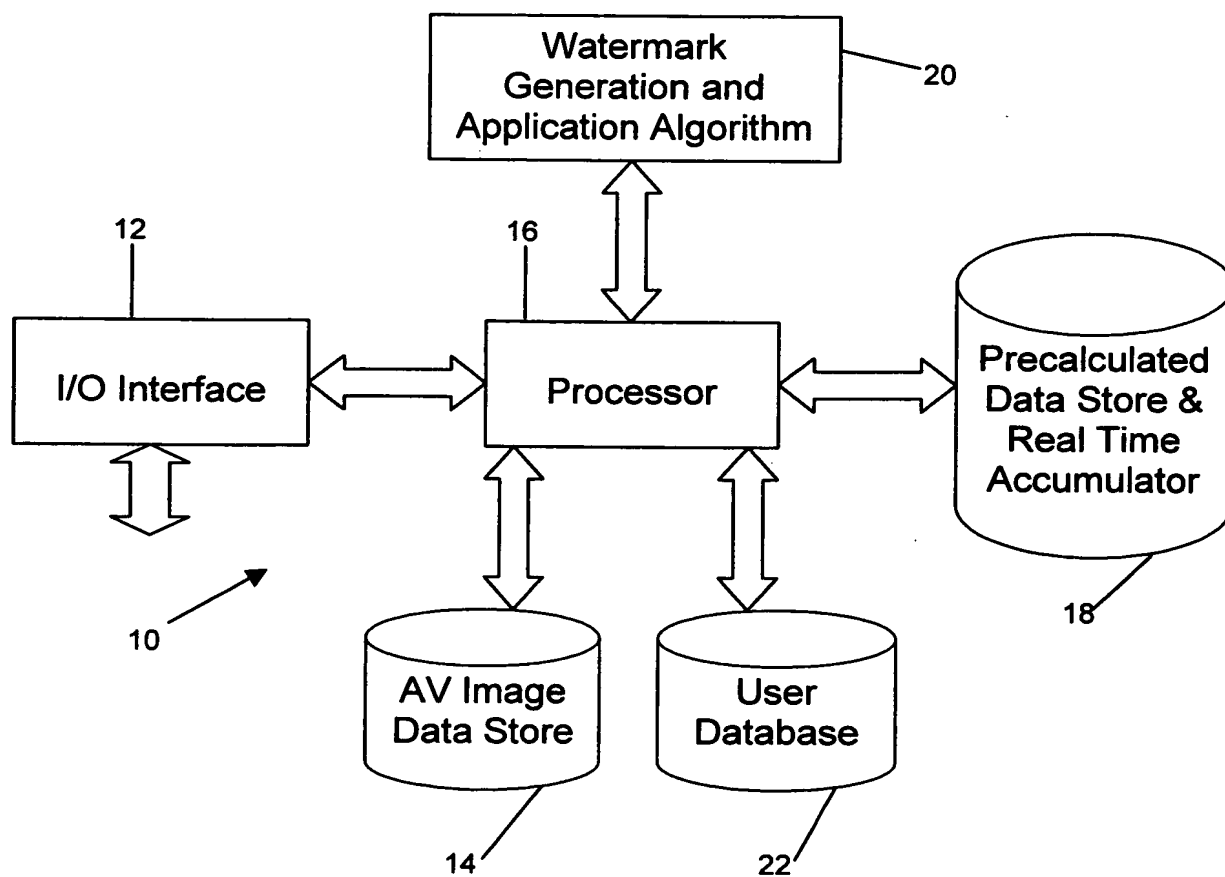 Watermark
Generation and
Application Algorithm
20
12
16
I/O Interface
Processor
Precalculated
Data Store &
Real Time
Accumulator
10
18
AV Image
Data Store
User
Database
14
22